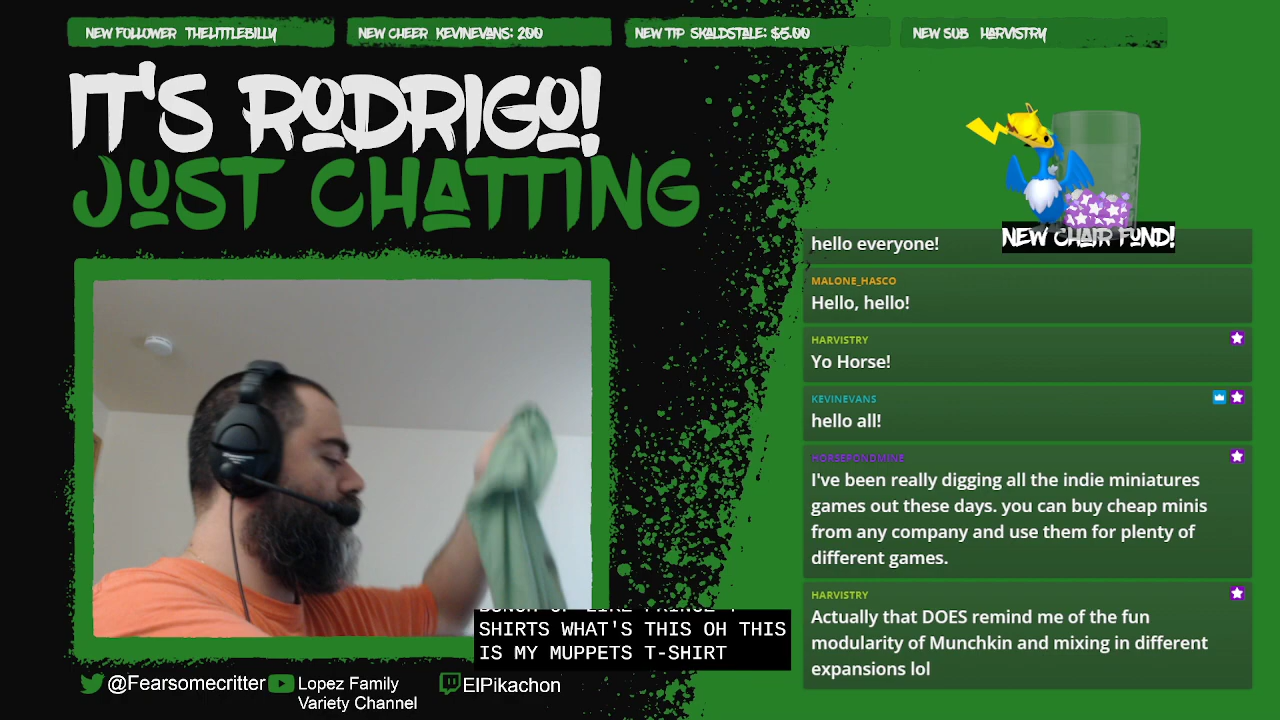 NEW FOLLOWER THELITTLEBILLY
NEW CHEER KEVINEVANS: 200
NEW TIP SKALDSTALE: $5.00
NEW SUB HARVISTRY
IT'S RODRIGO!
JUST CHATTING
NEW CHAIR FUND!
hello everyone!
MALONE_HASCO
Hello, hello!
HARVISTRY
Yo Horse!
KEVINEVANS
hello all!
HORSEPONDMINE
I've been really digging all the indie miniatures
games out these days. you can buy cheap minis
from any company and use them for plenty of
different games.
HARVISTRY
Actually that DOES remind me of the fun
modularity of Munchkin and mixing in different
expansions lol
SHIRTS WHAT'S THIS OH THIS
IS MY MUPPETS T-SHIRT
@Fearsomecritter
Lopez Family
Variety Channel
ElPikachon